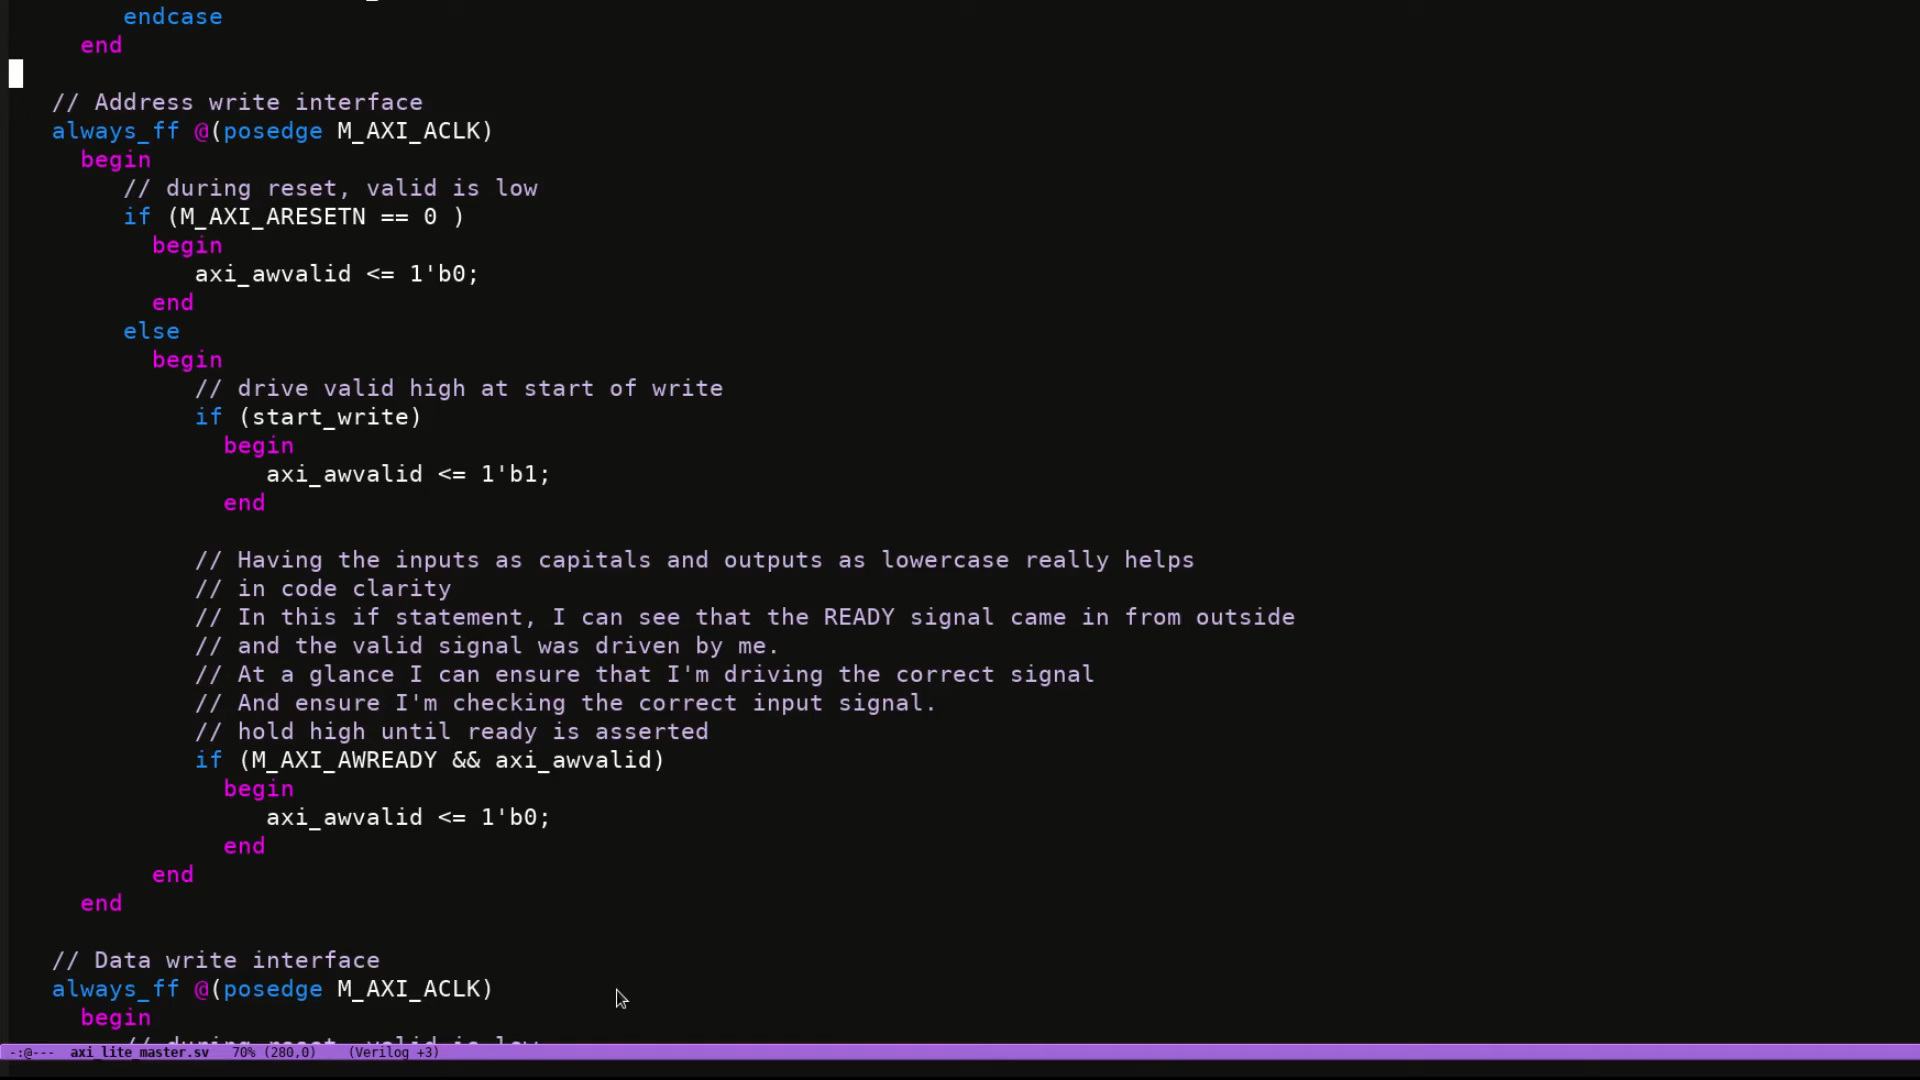 endcase
end
// Address write interface
always_ff @(posedge M_AXI_ACLK)
begin
// during reset, valid is low
if (M_AXI_ARESETN == 0 )
begin
axi_awvalid <= 1'b0;
end
else
begin
// drive valid high at start of write
if (start_write)
begin
axi_awvalid <= 1'b1;
end
// Having the inputs as capitals and outputs as lowercase really helps
// in code clarity
// In this if statement, I can see that the READY signal came in from outside
// and the valid signal was driven by me.
// At a glance I can ensure that I'm driving the correct signal
// And ensure I'm checking the correct input signal.
// hold high until ready is asserted
if (M_AXI_AWREADY && axi_awvalid)
begin
axi_awvalid <= 1'b0;
end
end
end
// Data write interface
always_ff @(posedge M_AXI_ACLK)
begin
// during reset, valid is low
-:@--- axi_lite_master.sv 70% (280,0) (Verilog +3)